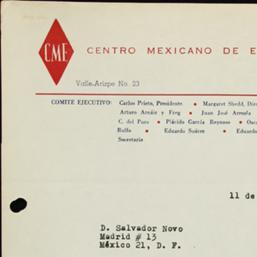 CME
CENTRO MEXICANO DE E
Valle-Arizpe No. 23
COMITE EJECUTIVO: Carlos Prieto, Presidente • Margaret Shedd, Dire
Arturo Arnáiz y Freg • Juan José Arreola •
C. del Pozo • Plácido García Reynoso • Osca
Rulfo • Eduardo Suárez • Eduardo
Secretario
11 de
D. Salvador Novo
Madrid # 13
México 21, D. F.